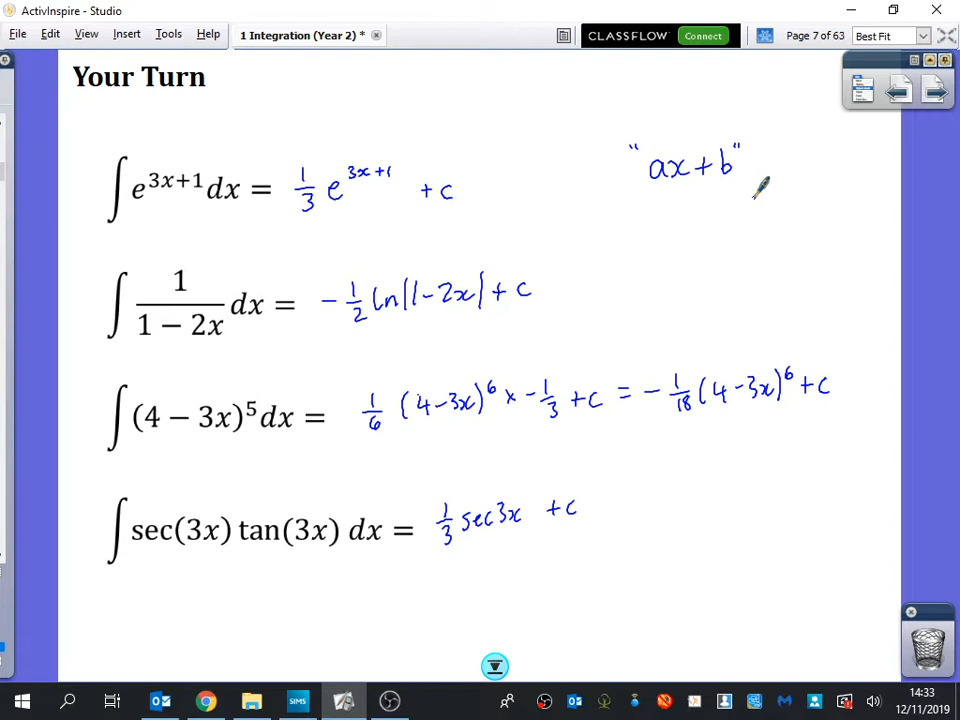 ActivInspire - Studio
File Edit View Insert Tools Help
1 Integration (Year 2) *
CLASSFLOW Connect
Page 7 of 63
Best Fit
Your Turn
"ax+b"
∫ e^{3x+1} dx = 1/3 e^{3x+1} + c
∫ 1/(1 − 2x) dx = − 1/2 ln|1−2x| + c
∫ (4 − 3x)^5 dx = 1/6 (4−3x)^6 × −1/3 + c = −1/18 (4−3x)^6 + c
∫ sec(3x) tan(3x) dx = 1/3 sec3x + c
SIMS
14:33
12/11/2019